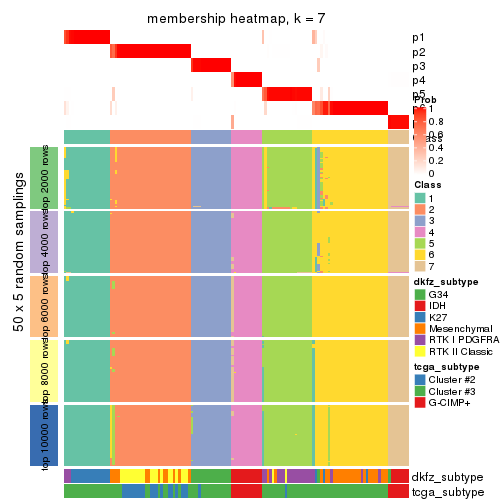 membership heatmap, k = 7
p1
p2
p3
p4
p5
Prob
1
0.8
0.6
0.4
0.2
0
Class
1
2
3
4
5
6
7
dkfz_subtype
G34
IDH
K27
Mesenchymal
RTK I PDGFRA
RTK II Classic
tcga_subtype
Cluster #2
Cluster #3
G-CIMP+
50 x 5 random samplings
top 2000 rows
top 4000 rows
top 6000 rows
top 8000 rows
top 10000 rows
dkfz_subtype
tcga_subtype